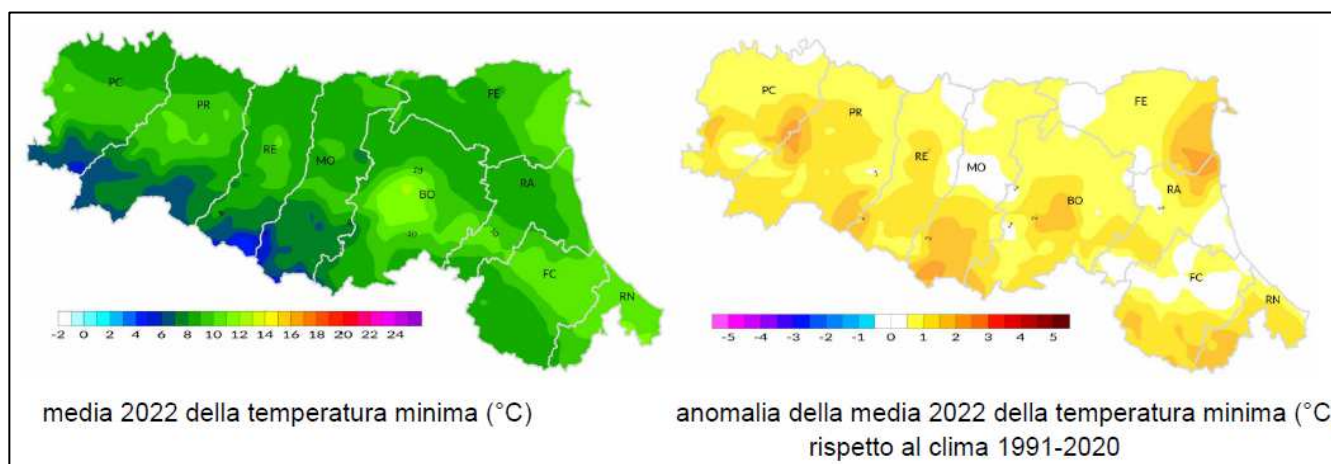 PC
PR
RE
MO
FE
BO
RA
FC
RN
10
-2 0 2 4 6 8 10 12 14 16 18 20 22 24
media 2022 della temperatura minima (°C)
PC
PR
RE
MO
FE
BO
RA
FC
RN
-5 -4 -3 -2 -1 0 1 2 3 4 5
anomalia della media 2022 della temperatura minima (°C
rispetto al clima 1991-2020